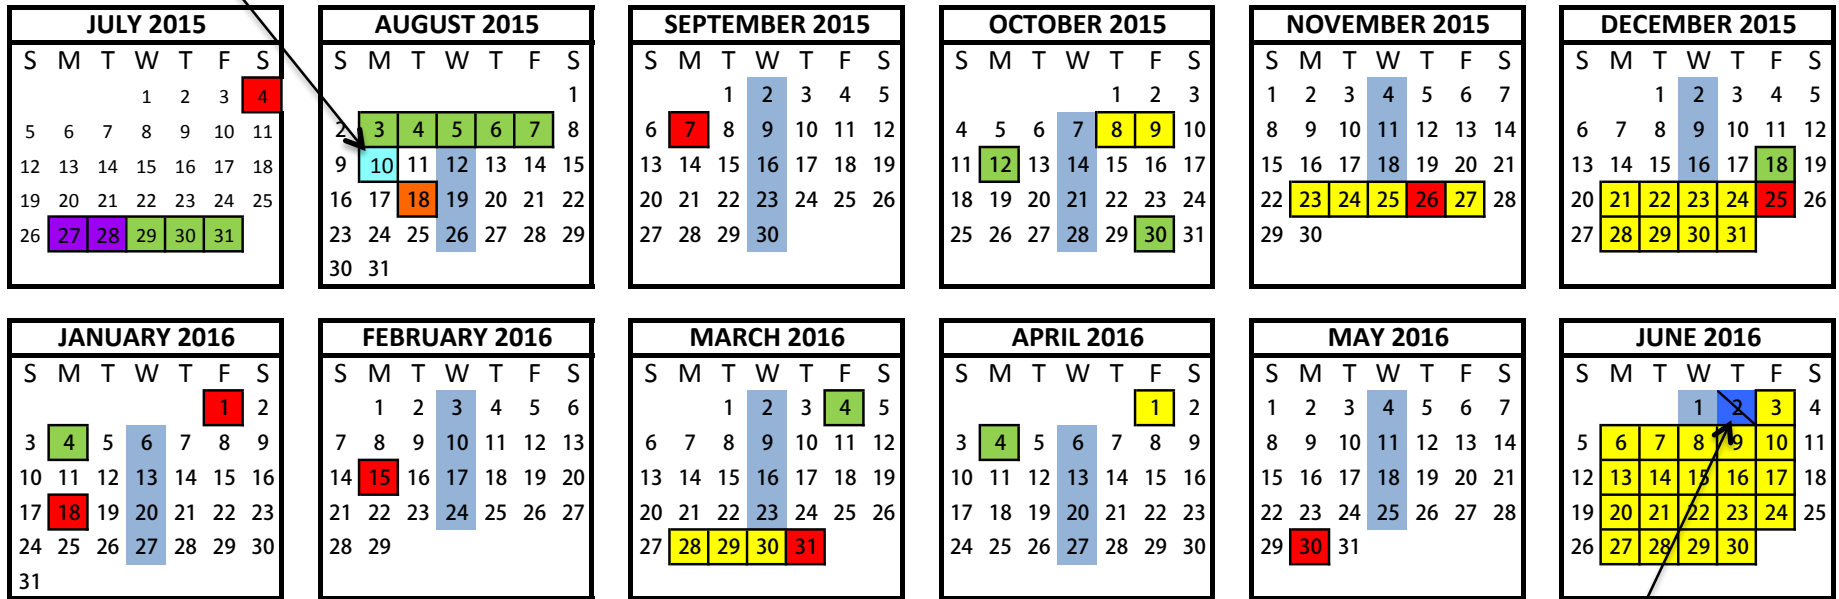 JULY 2015
S M T W T F S
1 2 3 4
5 6 7 8 9 10 11
12 13 14 15 16 17 18
19 20 21 22 23 24 25
26 27 28 29 30 31
AUGUST 2015
S M T W T F S
1
2 3 4 5 6 7 8
9 10 11 12 13 14 15
16 17 18 19 20 21 22
23 24 25 26 27 28 29
30 31
SEPTEMBER 2015
S M T W T F S
1 2 3 4 5
6 7 8 9 10 11 12
13 14 15 16 17 18 19
20 21 22 23 24 25 26
27 28 29 30
OCTOBER 2015
S M T W T F S
1 2 3
4 5 6 7 8 9 10
11 12 13 14 15 16 17
18 19 20 21 22 23 24
25 26 27 28 29 30 31
NOVEMBER 2015
S M T W T F S
1 2 3 4 5 6 7
8 9 10 11 12 13 14
15 16 17 18 19 20 21
22 23 24 25 26 27 28
29 30
DECEMBER 2015
S M T W T F S
1 2 3 4 5
6 7 8 9 10 11 12
13 14 15 16 17 18 19
20 21 22 23 24 25 26
27 28 29 30 31
JANUARY 2016
S M T W T F S
1 2
3 4 5 6 7 8 9
10 11 12 13 14 15 16
17 18 19 20 21 22 23
24 25 26 27 28 29 30
31
FEBRUARY 2016
S M T W T F S
1 2 3 4 5 6
7 8 9 10 11 12 13
14 15 16 17 18 19 20
21 22 23 24 25 26 27
28 29
MARCH 2016
S M T W T F S
1 2 3 4 5
6 7 8 9 10 11 12
13 14 15 16 17 18 19
20 21 22 23 24 25 26
27 28 29 30 31
APRIL 2016
S M T W T F S
1 2
3 4 5 6 7 8 9
10 11 12 13 14 15 16
17 18 19 20 21 22 23
24 25 26 27 28 29 30
MAY 2016
S M T W T F S
1 2 3 4 5 6 7
8 9 10 11 12 13 14
15 16 17 18 19 20 21
22 23 24 25 26 27 28
29 30 31
JUNE 2016
S M T W T F S
1 2 3 4
5 6 7 8 9 10 11
12 13 14 15 16 17 18
19 20 21 22 23 24 25
26 27 28 29 30